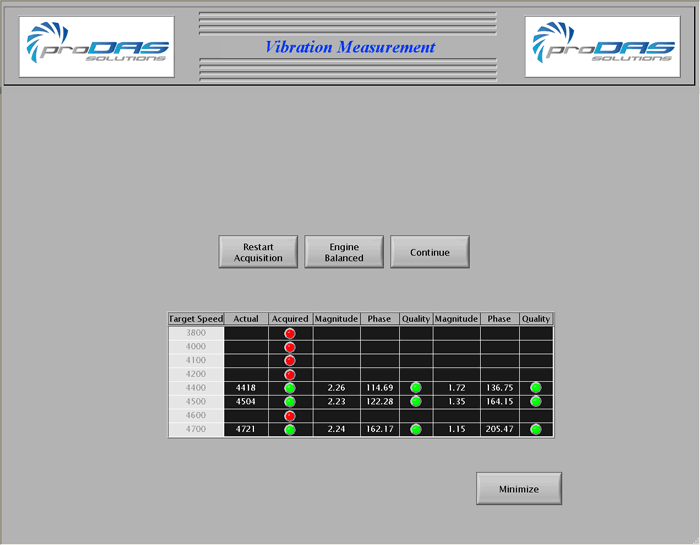 proDAS
SOLUTIONS
Vibration Measurement
proDAS
SOLUTIONS
Restart
Acquisition
Engine
Balanced
Continue
Target Speed Actual Acquired Magnitude Phase Quality Magnitude Phase Quality
3800
4000
4100
4200
4400 4418 2.26 114.69 1.72 136.75
4500 4504 2.23 122.28 1.35 164.15
4600
4700 4721 2.24 162.17 1.15 205.47
Minimize